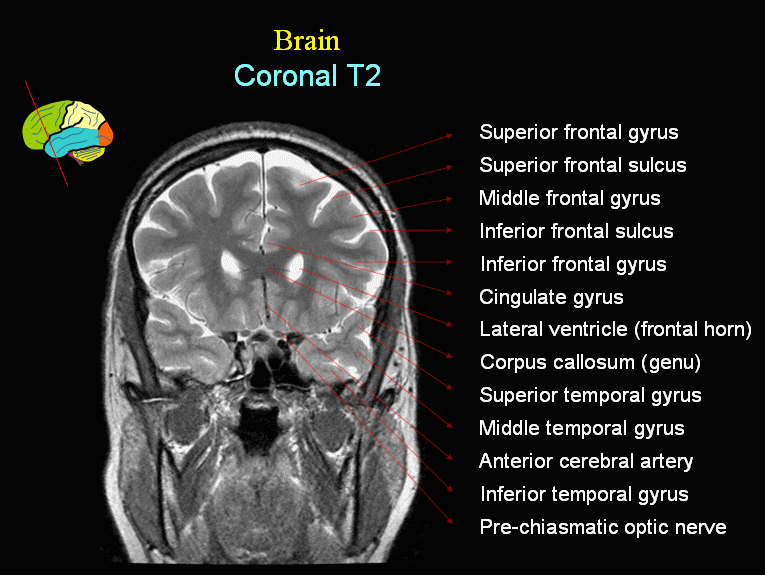 Brain
Coronal T2
Superior frontal gyrus
Superior frontal sulcus
Middle frontal gyrus
Inferior frontal sulcus
Inferior frontal gyrus
Cingulate gyrus
Lateral ventricle (frontal horn)
Corpus callosum (genu)
Superior temporal gyrus
Middle temporal gyrus
Anterior cerebral artery
Inferior temporal gyrus
Pre-chiasmatic optic nerve